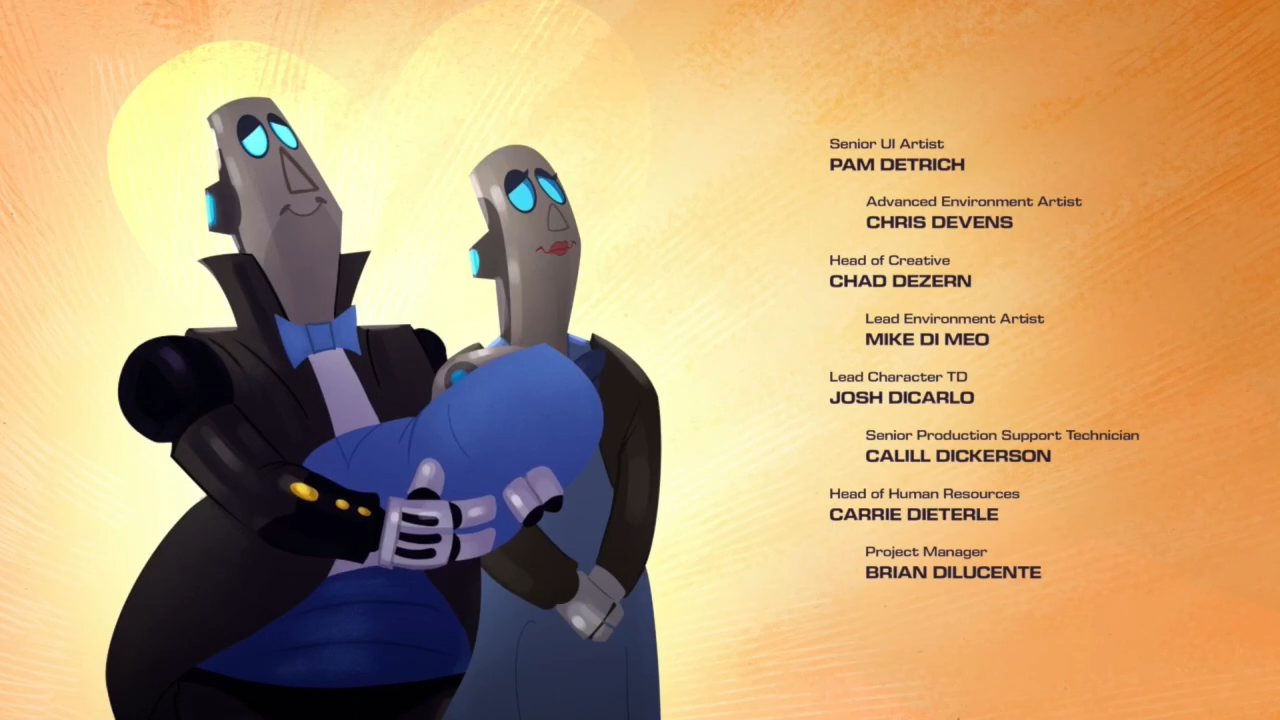 Senior UI Artist
PAM DETRICH
Advanced Environment Artist
CHRIS DEVENS
Head of Creative
CHAD DEZERN
Lead Environment Artist
MIKE DI MEO
Lead Character TD
JOSH DICARLO
Senior Production Support Technician
CALILL DICKERSON
Head of Human Resources
CARRIE DIETERLE
Project Manager
BRIAN DILUCENTE